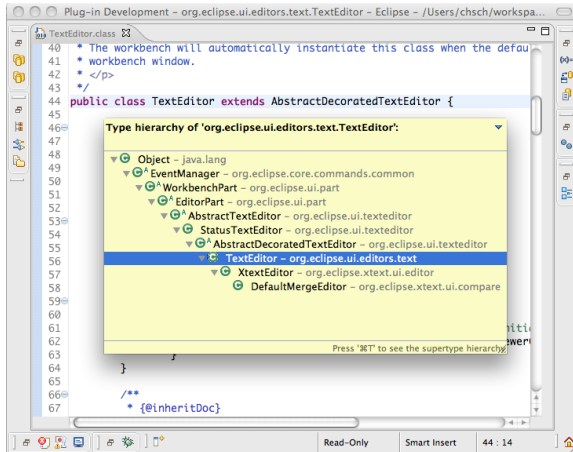 Plug-in Development - org.eclipse.ui.editors.text.TextEditor - Eclipse - /Users/chsch/workspa...
TextEditor.class
40 * The workbench will automatically instantiate this class when the defau
41 * workbench window.
42 * </p>
43 */
44 public class TextEditor extends AbstractDecoratedTextEditor {
45
46
Type hierarchy of 'org.eclipse.ui.editors.text.TextEditor':
47
48
Object - java.lang
49
EventManager - org.eclipse.core.commands.common
50
WorkbenchPart - org.eclipse.ui.part
51
EditorPart - org.eclipse.ui.part
52
AbstractTextEditor - org.eclipse.ui.texteditor
53
StatusTextEditor - org.eclipse.ui.texteditor
54
AbstractDecoratedTextEditor - org.eclipse.ui.texteditor
55
TextEditor - org.eclipse.ui.editors.text
56
XtextEditor - org.eclipse.xtext.ui.editor
57
DefaultMergeEditor - org.eclipse.xtext.ui.compare
58
59
60
61
62
Press '⌘T' to see the supertype hierarchy
63 }
64 }
65
66 /**
67 * {@inheritDoc}
Read-Only Smart Insert 44 : 14